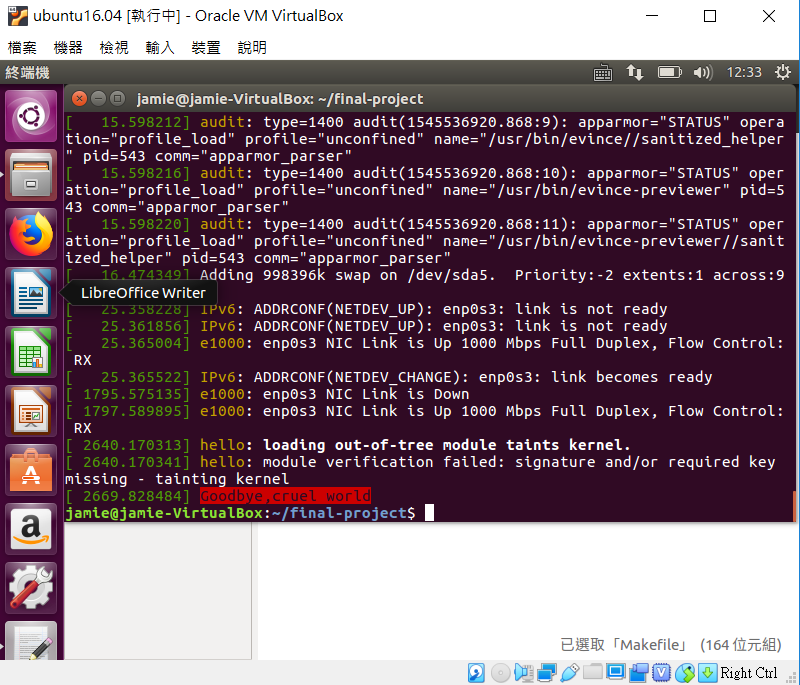 ubuntu16.04 [執行中] - Oracle VM VirtualBox
檔案 機器 檢視 輸入 裝置 說明
終端機 12:33
jamie@jamie-VirtualBox: ~/final-project
[   15.598212] audit: type=1400 audit(1545536920.868:9): apparmor="STATUS" opera
tion="profile_load" profile="unconfined" name="/usr/bin/evince//sanitized_helper
" pid=543 comm="apparmor_parser"
[   15.598216] audit: type=1400 audit(1545536920.868:10): apparmor="STATUS" oper
ation="profile_load" profile="unconfined" name="/usr/bin/evince-previewer" pid=5
43 comm="apparmor_parser"
[   15.598220] audit: type=1400 audit(1545536920.868:11): apparmor="STATUS" oper
ation="profile_load" profile="unconfined" name="/usr/bin/evince-previewer//sanit
ized_helper" pid=543 comm="apparmor_parser"
[   16.474349] Adding 998396k swap on /dev/sda5.  Priority:-2 extents:1 across:9
LibreOffice Writer
[   25.358228] IPv6: ADDRCONF(NETDEV_UP): enp0s3: link is not ready
[   25.361856] IPv6: ADDRCONF(NETDEV_UP): enp0s3: link is not ready
[   25.365004] e1000: enp0s3 NIC Link is Up 1000 Mbps Full Duplex, Flow Control:
 RX
[   25.365522] IPv6: ADDRCONF(NETDEV_CHANGE): enp0s3: link becomes ready
[ 1795.575135] e1000: enp0s3 NIC Link is Down
[ 1797.589895] e1000: enp0s3 NIC Link is Up 1000 Mbps Full Duplex, Flow Control:
 RX
[ 2640.170313] hello: loading out-of-tree module taints kernel.
[ 2640.170341] hello: module verification failed: signature and/or required key
missing - tainting kernel
[ 2669.828484] Goodbye,cruel world
jamie@jamie-VirtualBox:~/final-project$
已選取「Makefile」 (164 位元組)
Right Ctrl